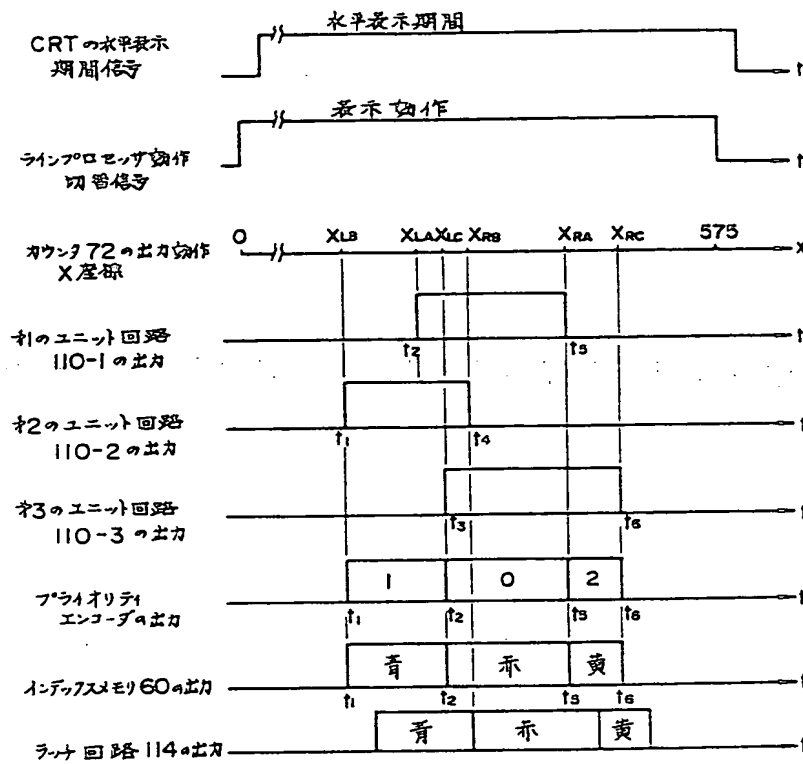 水平表示期間
CRTの水平表示
期間信号
t
表示動作
ラインプロセッサ動作
切替信号
t
0 XLB XLA XLC XRB XRA XRC 575
カウンタ72の出力動作
X座標
X
t2 t5
才1のユニット回路
110-1の出力
t
t1 t4
才2のユニット回路
110-2の出力
t
t3 t6
才3のユニット回路
110-3の出力
t
1 0 2
プライオリティ
エンコーダの出力
t
t1 t2 t5 t6
青 赤 黄
インデックスメモリ60の出力
t
t1 t2 t5 t6
青 赤 黄
ラッチ回路114の出力
t